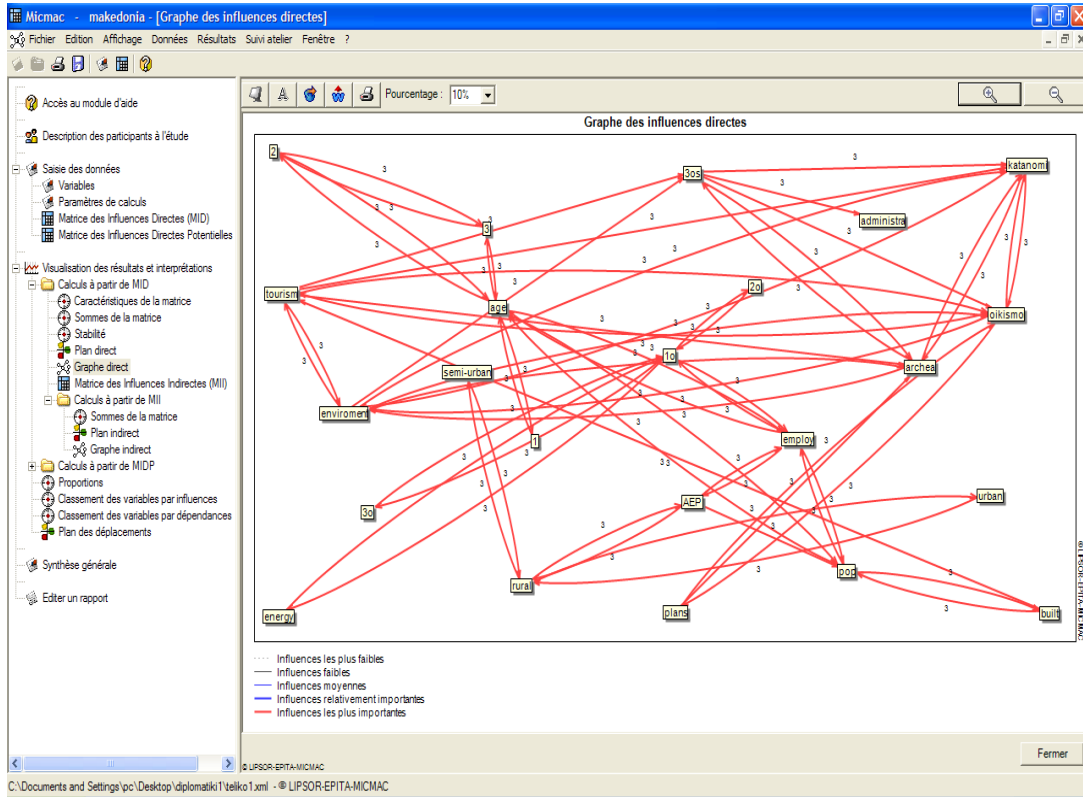 Micmac - makedonia - [Graphe des influences directes]
Fichier Edition Affichage Données Résultats Suivi atelier Fenêtre ?
Accès au module d'aide
Description des participants à l'étude
Saisie des données
Variables
Paramètres de calculs
Matrice des Influences Directes (MID)
Matrice des Influences Directes Potentielles
Visualisation des résultats et interprétations
Calculs à partir de MID
Caractéristiques de la matrice
Sommes de la matrice
Stabilité
Plan direct
Graphe direct
Matrice des Influences Indirectes (MII)
Calculs à partir de MII
Sommes de la matrice
Plan indirect
Graphe indirect
Calculs à partir de MIDP
Proportions
Classement des variables par influences
Classement des variables par dépendances
Plan des déplacements
Synthèse générale
Editer un rapport
Pourcentage : 10%
Graphe des influences directes
2
3os
katanomi
administra
3
tourism
age
2o
oikismo
1o
semi-urban
archea
enviroment
1
employ
3o
AEP
urban
rural
pop
energy
plans
built
Influences les plus faibles
Influences faibles
Influences moyennes
Influences relativement importantes
Influences les plus importantes
© LIPSOR-EPITA-MICMAC
Fermer
© LIPSOR-EPITA-MICMAC
C:\Documents and Settings\pc\Desktop\diplomatiki1\teliko1.xml - © LIPSOR-EPITA-MICMAC